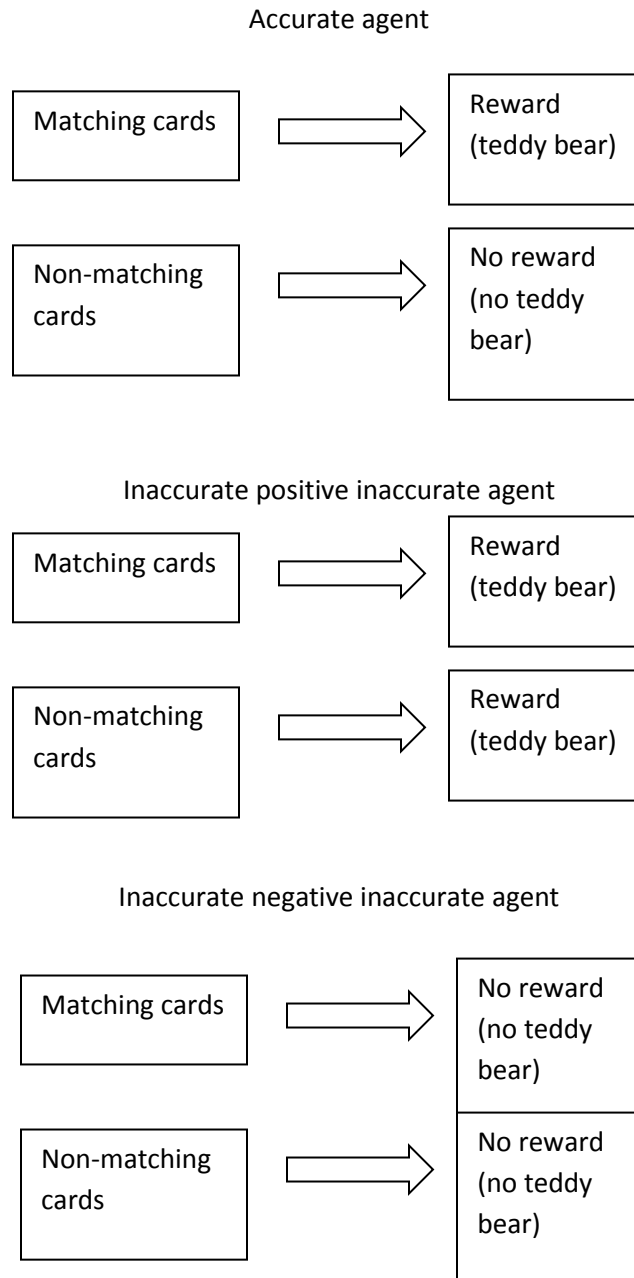 Accurate agent
Matching cards
Reward
(teddy bear)
Non-matching
cards
No reward
(no teddy
bear)
Inaccurate positive inaccurate agent
Matching cards
Reward
(teddy bear)
Non-matching
cards
Reward
(teddy bear)
Inaccurate negative inaccurate agent
Matching cards
No reward
(no teddy
bear)
Non-matching
cards
No reward
(no teddy
bear)